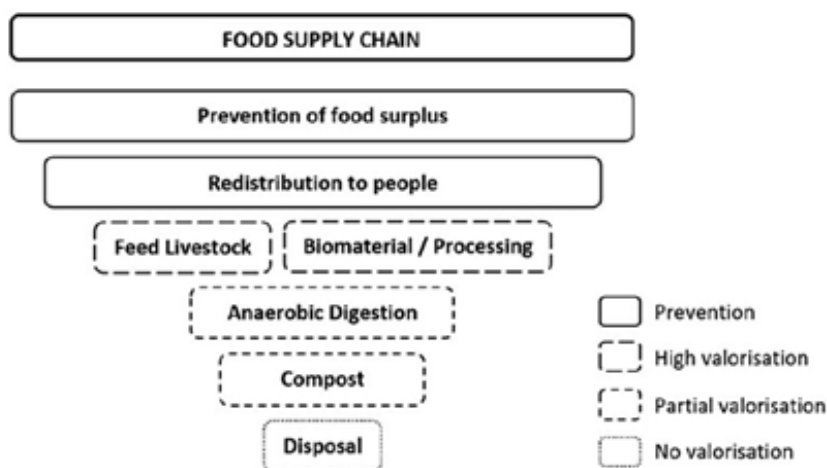 FOOD SUPPLY CHAIN
Prevention of food surplus
Redistribution to people
Feed Livestock
Biomaterial / Processing
Anaerobic Digestion
Compost
Disposal
Prevention
High valorisation
Partial valorisation
No valorisation